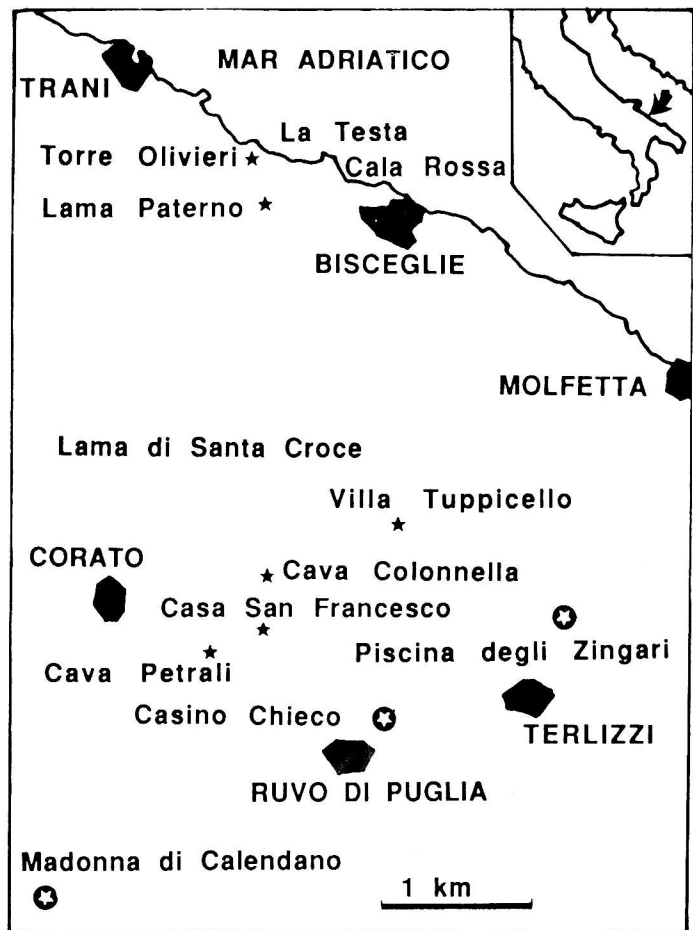 MAR ADRIATICO
TRANI
La Testa
Torre Olivieri
Cala Rossa
Lama Paterno
BISCEGLIE
MOLFETTA
Lama di Santa Croce
Villa Tuppicello
CORATO
Cava Colonnella
Casa San Francesco
Piscina degli Zingari
Cava Petrali
Casino Chieco
TERLIZZI
RUVO DI PUGLIA
Madonna di Calendano
1 km